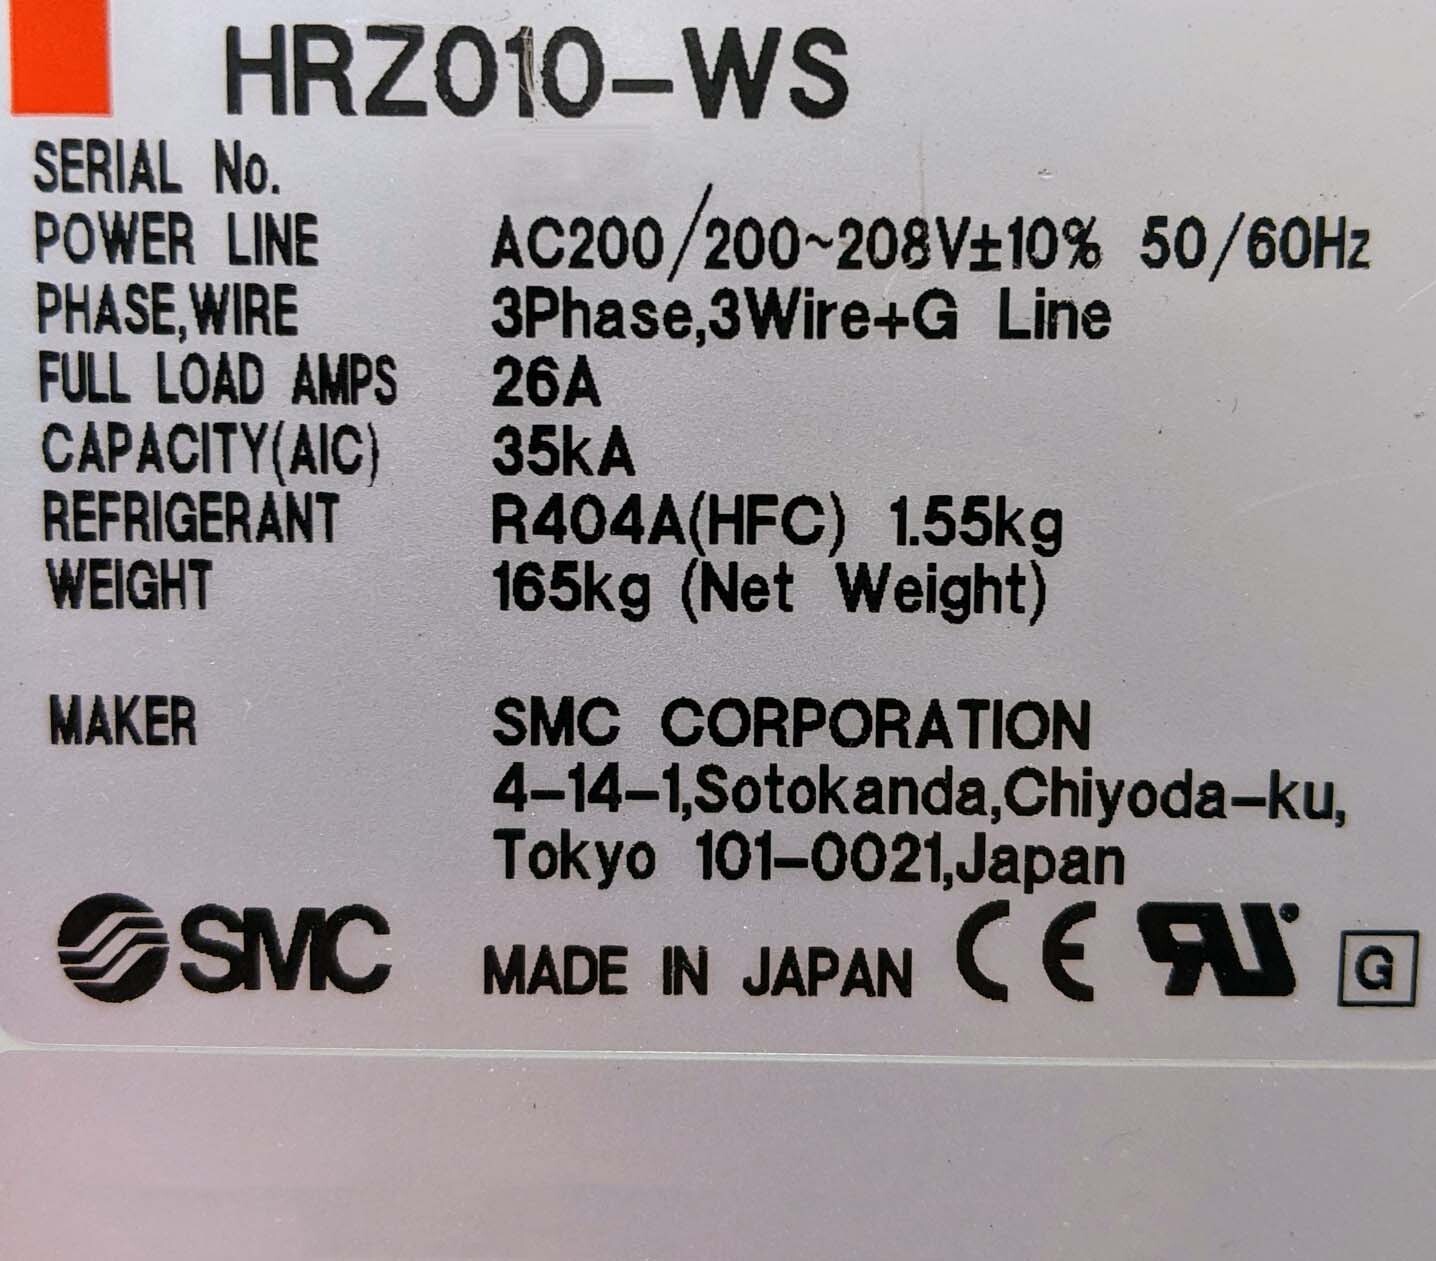 HRZ010-WS
SERIAL No.
POWER LINE AC200/200~208V±10% 50/60Hz
PHASE,WIRE 3Phase,3Wire+G Line
FULL LOAD AMPS 26A
CAPACITY(AIC) 35kA
REFRIGERANT R404A(HFC) 1.55kg
WEIGHT 165kg (Net Weight)
MAKER SMC CORPORATION
4-14-1,Sotokanda,Chiyoda-ku,
Tokyo 101-0021,Japan
SMC MADE IN JAPAN CE RU G